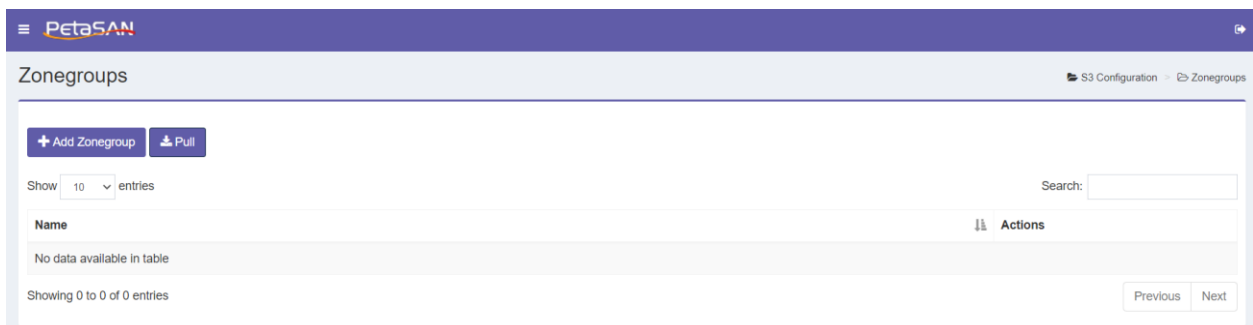 PetaSAN
Zonegroups
S3 Configuration > Zonegroups
Add Zonegroup Pull
Show 10 entries Search:
Name Actions
No data available in table
Showing 0 to 0 of 0 entries Previous Next